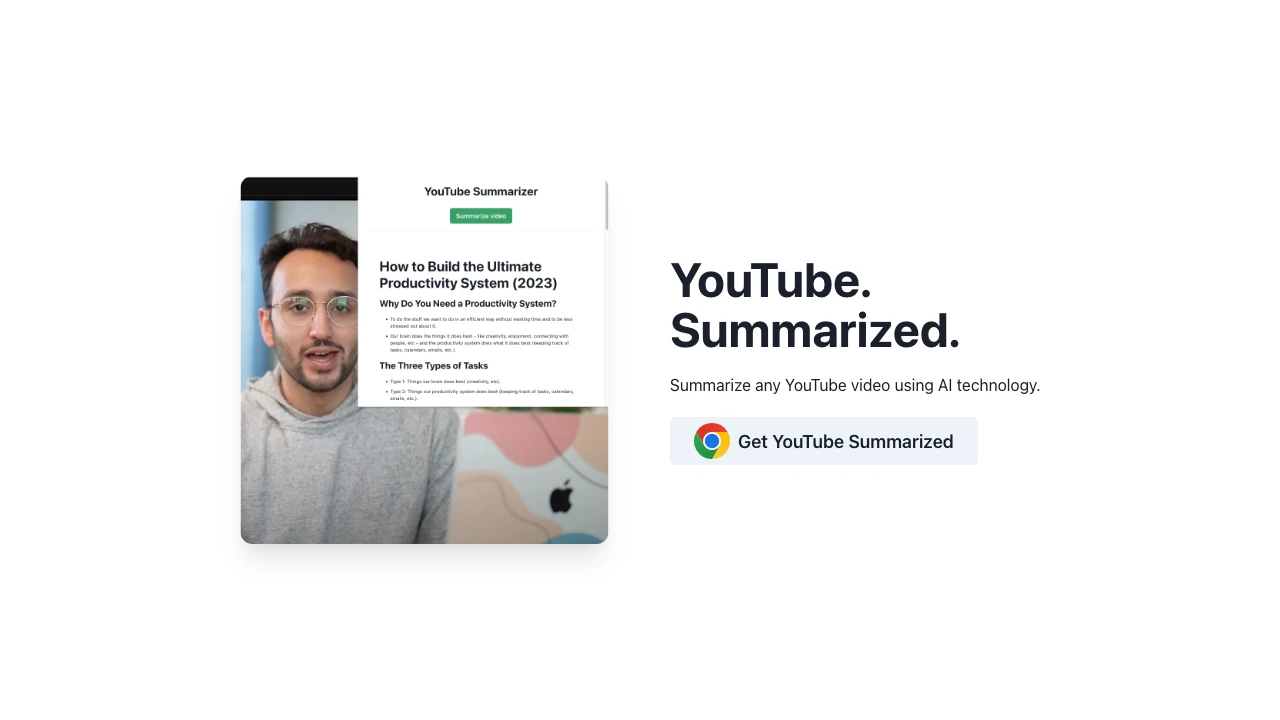 YouTube Summarizer
Summarize video
How to Build the Ultimate
Productivity System (2023)
Why Do You Need a Productivity System?
• To do the stuff we want to do in an efficient way without wasting time and to be less
stressed out about it.
• Our brain does the things it does best – like creativity, enjoyment, connecting with
people, etc – and the productivity system does what it does best (keeping track of
tasks, calendars, emails, etc.).
The Three Types of Tasks
• Type 1: Things our brain does best (creativity, etc).
• Type 2: Things our productivity system does best (keeping track of tasks, calendars,
emails, etc.).
YouTube.
Summarized.
Summarize any YouTube video using AI technology.
Get YouTube Summarized